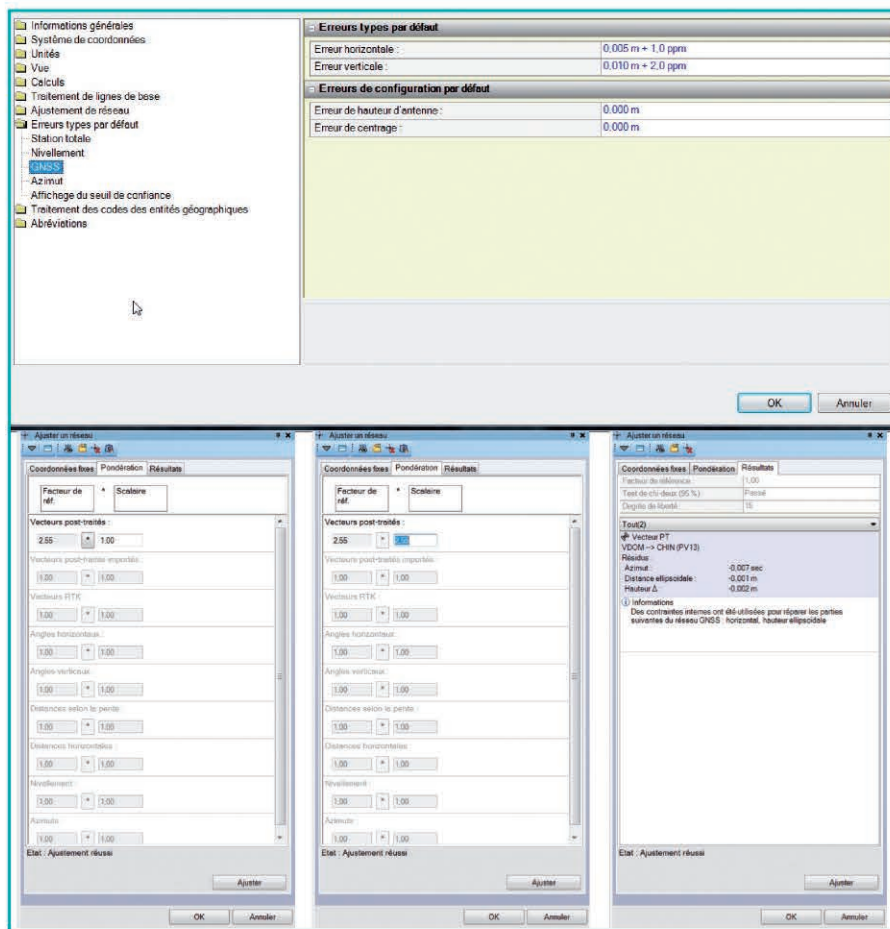 Informations générales
Système de coordonnées
Unités
Vue
Calculs
Traitement de lignes de base
Ajustement de réseau
Erreurs types par défaut
Station totale
Nivellement
GNSS
Azimut
Affichage du seuil de confiance
Traitement des codes des entités géographiques
Abréviations
Erreurs types par défaut
Erreur horizontale : 0,005 m + 1,0 ppm
Erreur verticale : 0,010 m + 2,0 ppm
Erreurs de configuration par défaut
Erreur de hauteur d'antenne : 0.000 m
Erreur de centrage : 0.000 m
OK Annuler
Ajuster un réseau
Coordonnées fixes Pondération Résultats
Facteur de réf. * Scalaire
Vecteurs post-traités :
2.55 * 1.00
Vecteurs post-traités importés :
1.00 * 1.00
Vecteurs RTK :
1.00 * 1.00
Angles horizontaux :
1.00 * 1.00
Angles verticaux :
1.00 * 1.00
Distances selon la pente :
1.00 * 1.00
Distances horizontales :
1.00 * 1.00
Nivellement :
1.00 * 1.00
Azimuts
1.00 * 1.00
Etat : Ajustement réussi
Ajuster
OK Annuler
Ajuster un réseau
Coordonnées fixes Pondération Résultats
Facteur de réf. * Scalaire
Vecteurs post-traités :
2.55 * 2.55
Vecteurs post-traités importés :
1.00 * 1.00
Vecteurs RTK :
1.00 * 1.00
Angles horizontaux :
1.00 * 1.00
Angles verticaux :
1.00 * 1.00
Distances selon la pente :
1.00 * 1.00
Distances horizontales :
1.00 * 1.00
Nivellement :
1.00 * 1.00
Azimuts :
1.00 * 1.00
Etat : Ajustement réussi
Ajuster
OK Annuler
Ajuster un réseau
Coordonnées fixes Pondération Résultats
Facteur de référence : 1,00
Test de chi-deux (95 %) : Passé
Degrés de liberté : 15
Tout(2)
Vecteur PT
VDOM --> CHIN (PV13)
Résidus :
Azimut : -0,007 sec
Distance ellipsoïdale : -0,001 m
Hauteur Δ : -0,002 m
Informations
Des contraintes internes ont été utilisées pour réparer les parties
suivantes du réseau GNSS : horizontal, hauteur ellipsoïdale
Etat : Ajustement réussi
Ajuster
OK Annuler